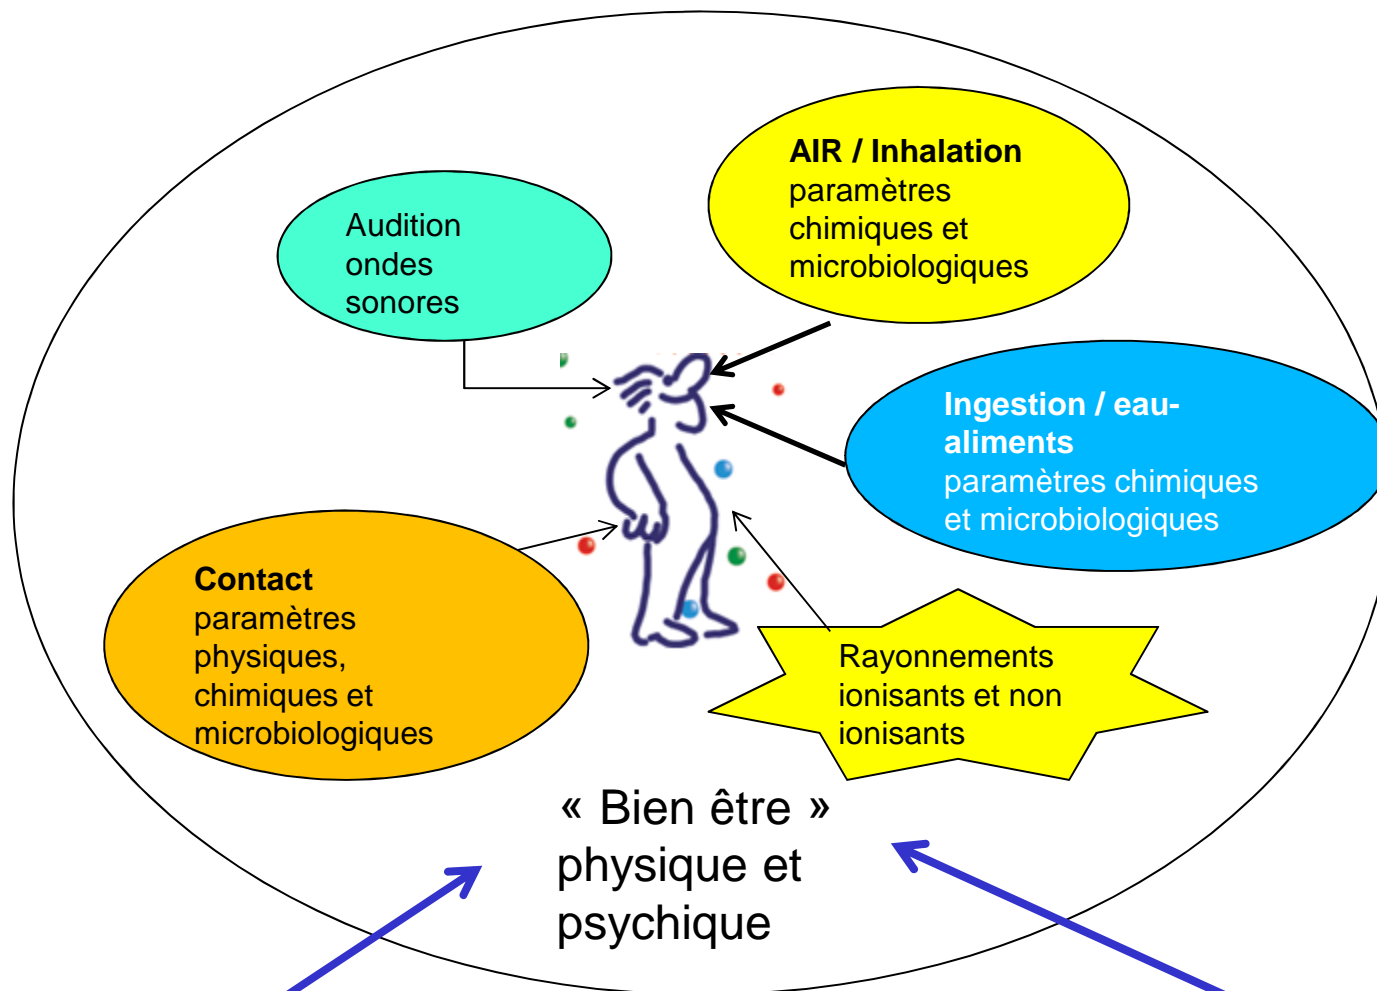 AIR / Inhalation
paramètres
chimiques et
microbiologiques
Audition
ondes
sonores
Ingestion / eau-
aliments
paramètres chimiques
et microbiologiques
Contact
paramètres
physiques,
chimiques et
microbiologiques
Rayonnements
ionisants et non
ionisants
« Bien être »
physique et
psychique